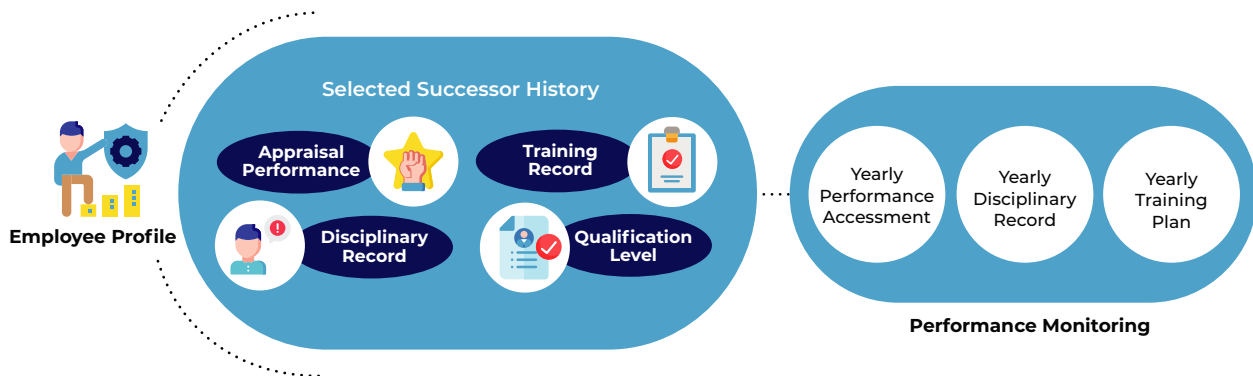 Employee Profile
Selected Successor History
Appraisal
Performance
Training
Record
Disciplinary
Record
Qualification
Level
Yearly
Performance
Assessment
Yearly
Disciplinary
Record
Yearly
Training
Plan
Performance Monitoring